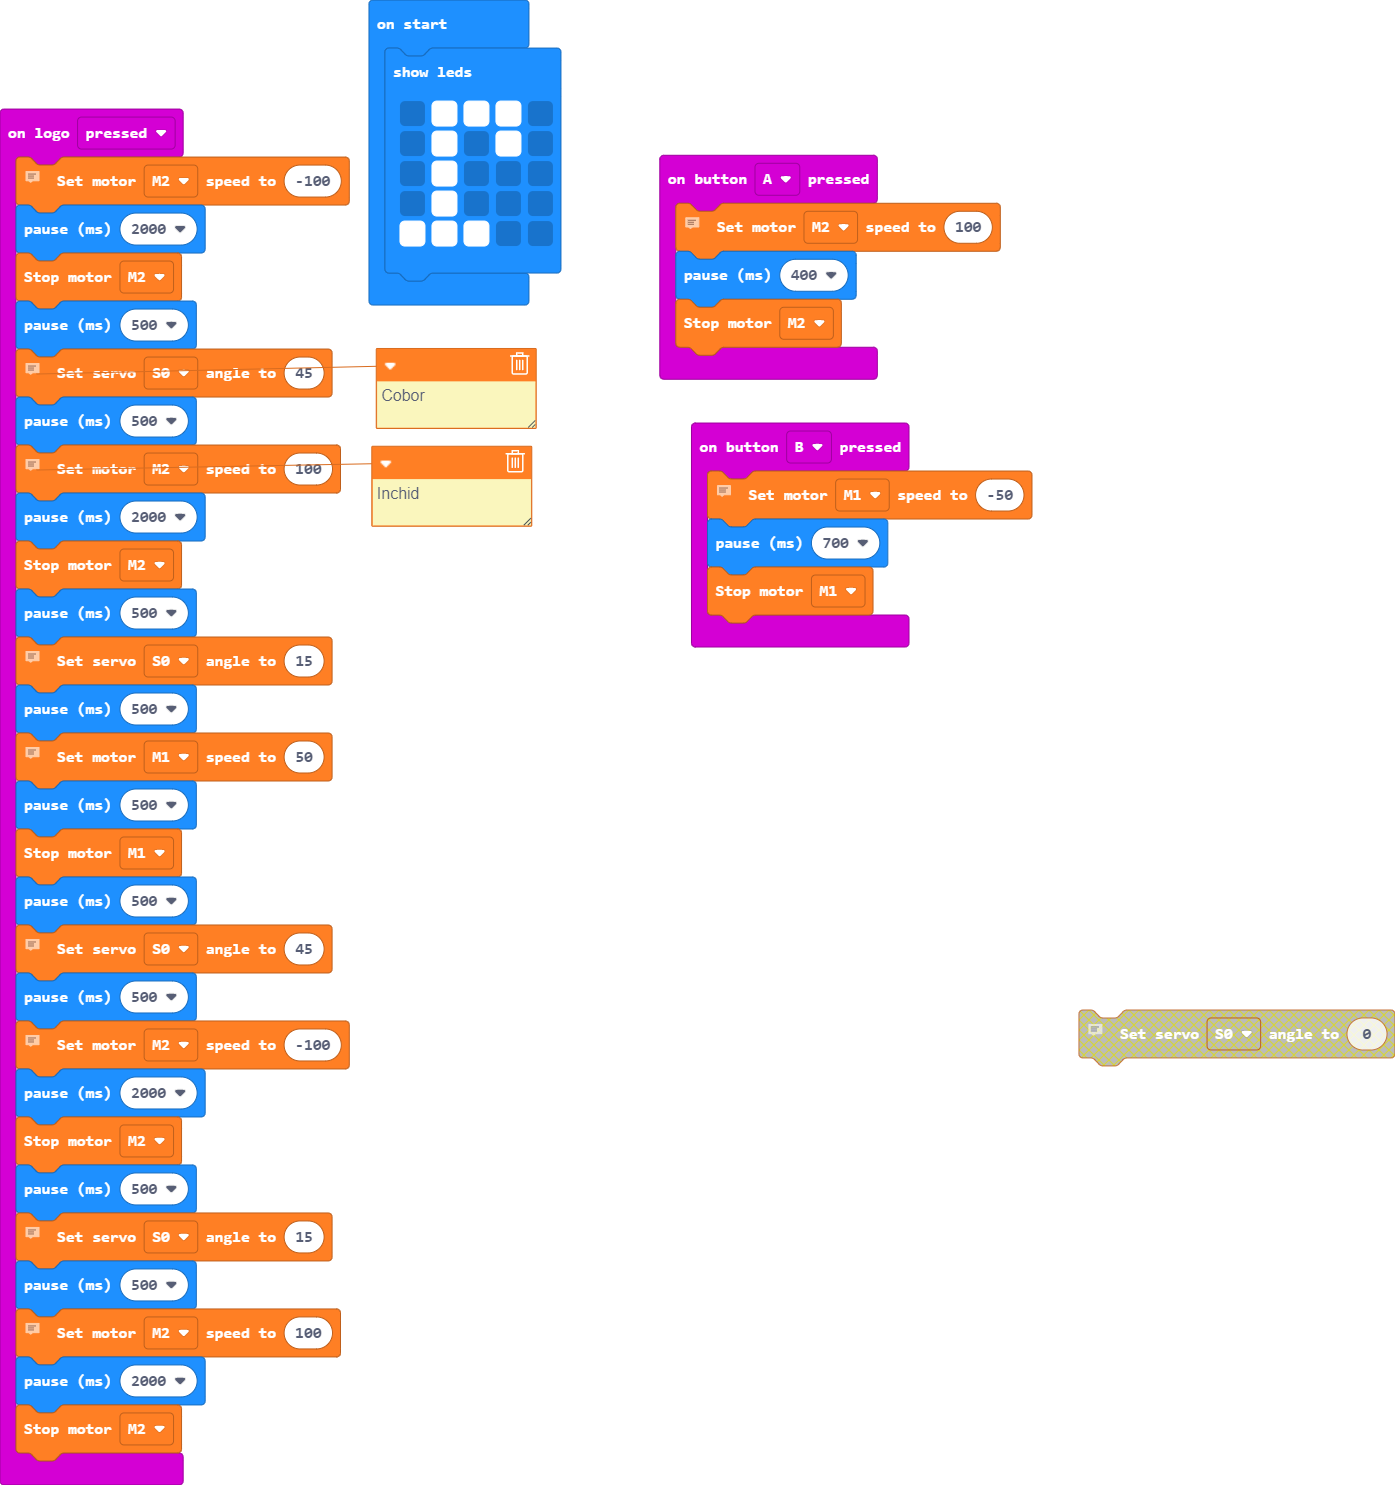 on start
show leds
on logo pressed
Set motor M2 speed to -100
pause (ms) 2000
Stop motor M2
pause (ms) 500
Set servo S0 angle to 45
Cobor
pause (ms) 500
Set motor M2 speed to 100
Inchid
pause (ms) 2000
Stop motor M2
pause (ms) 500
Set servo S0 angle to 15
pause (ms) 500
Set motor M1 speed to 50
pause (ms) 500
Stop motor M1
pause (ms) 500
Set servo S0 angle to 45
pause (ms) 500
Set motor M2 speed to -100
pause (ms) 2000
Stop motor M2
pause (ms) 500
Set servo S0 angle to 15
pause (ms) 500
Set motor M2 speed to 100
pause (ms) 2000
Stop motor M2
on button A pressed
Set motor M2 speed to 100
pause (ms) 400
Stop motor M2
on button B pressed
Set motor M1 speed to -50
pause (ms) 700
Stop motor M1
Set servo S0 angle to 0